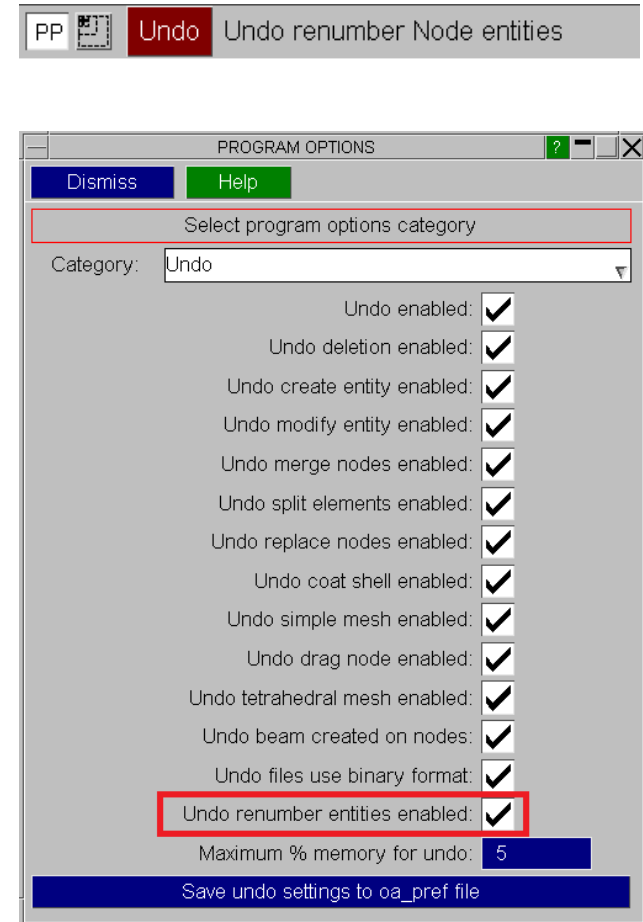 PP Undo Undo renumber Node entities
PROGRAM OPTIONS ?
Dismiss Help
Select program options category
Category: Undo
Undo enabled:
Undo deletion enabled:
Undo create entity enabled:
Undo modify entity enabled:
Undo merge nodes enabled:
Undo split elements enabled:
Undo replace nodes enabled:
Undo coat shell enabled:
Undo simple mesh enabled:
Undo drag node enabled:
Undo tetrahedral mesh enabled:
Undo beam created on nodes:
Undo files use binary format:
Undo renumber entities enabled:
Maximum % memory for undo: 5
Save undo settings to oa_pref file